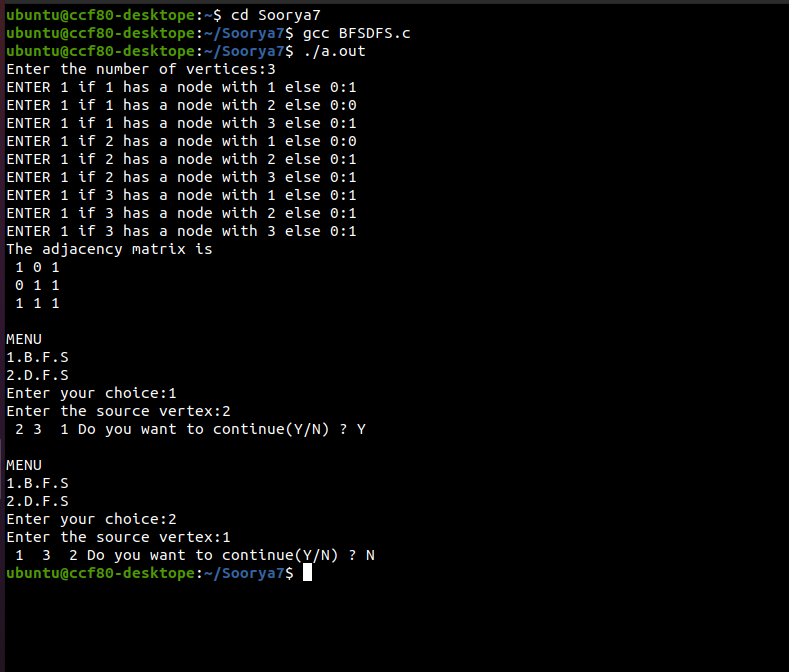 ubuntu@ccf80-desktope:~$ cd Soorya7
ubuntu@ccf80-desktope:~/Soorya7$ gcc BFSDFS.c
ubuntu@ccf80-desktope:~/Soorya7$ ./a.out
Enter the number of vertices:3
ENTER 1 if 1 has a node with 1 else 0:1
ENTER 1 if 1 has a node with 2 else 0:0
ENTER 1 if 1 has a node with 3 else 0:1
ENTER 1 if 2 has a node with 1 else 0:0
ENTER 1 if 2 has a node with 2 else 0:1
ENTER 1 if 2 has a node with 3 else 0:1
ENTER 1 if 3 has a node with 1 else 0:1
ENTER 1 if 3 has a node with 2 else 0:1
ENTER 1 if 3 has a node with 3 else 0:1
The adjacency matrix is
 1 0 1
 0 1 1
 1 1 1

MENU
1.B.F.S
2.D.F.S
Enter your choice:1
Enter the source vertex:2
 2 3  1 Do you want to continue(Y/N) ? Y

MENU
1.B.F.S
2.D.F.S
Enter your choice:2
Enter the source vertex:1
 1  3  2 Do you want to continue(Y/N) ? N
ubuntu@ccf80-desktope:~/Soorya7$